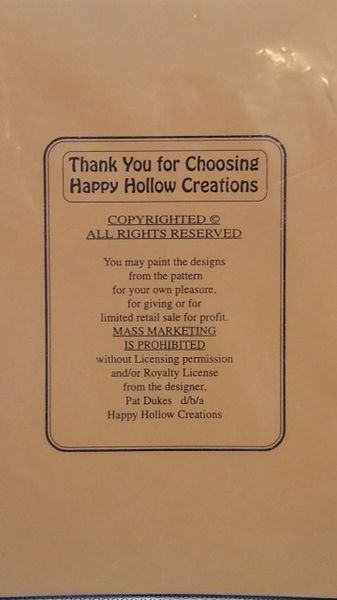 Thank You for Choosing
Happy Hollow Creations
COPYRIGHTED ©
ALL RIGHTS RESERVED
You may paint the designs
from the pattern
for your own pleasure,
for giving or for
limited retail sale for profit.
MASS MARKETING
IS PROHIBITED
without Licensing permission
and/or Royalty License
from the designer,
Pat Dukes d/b/a
Happy Hollow Creations